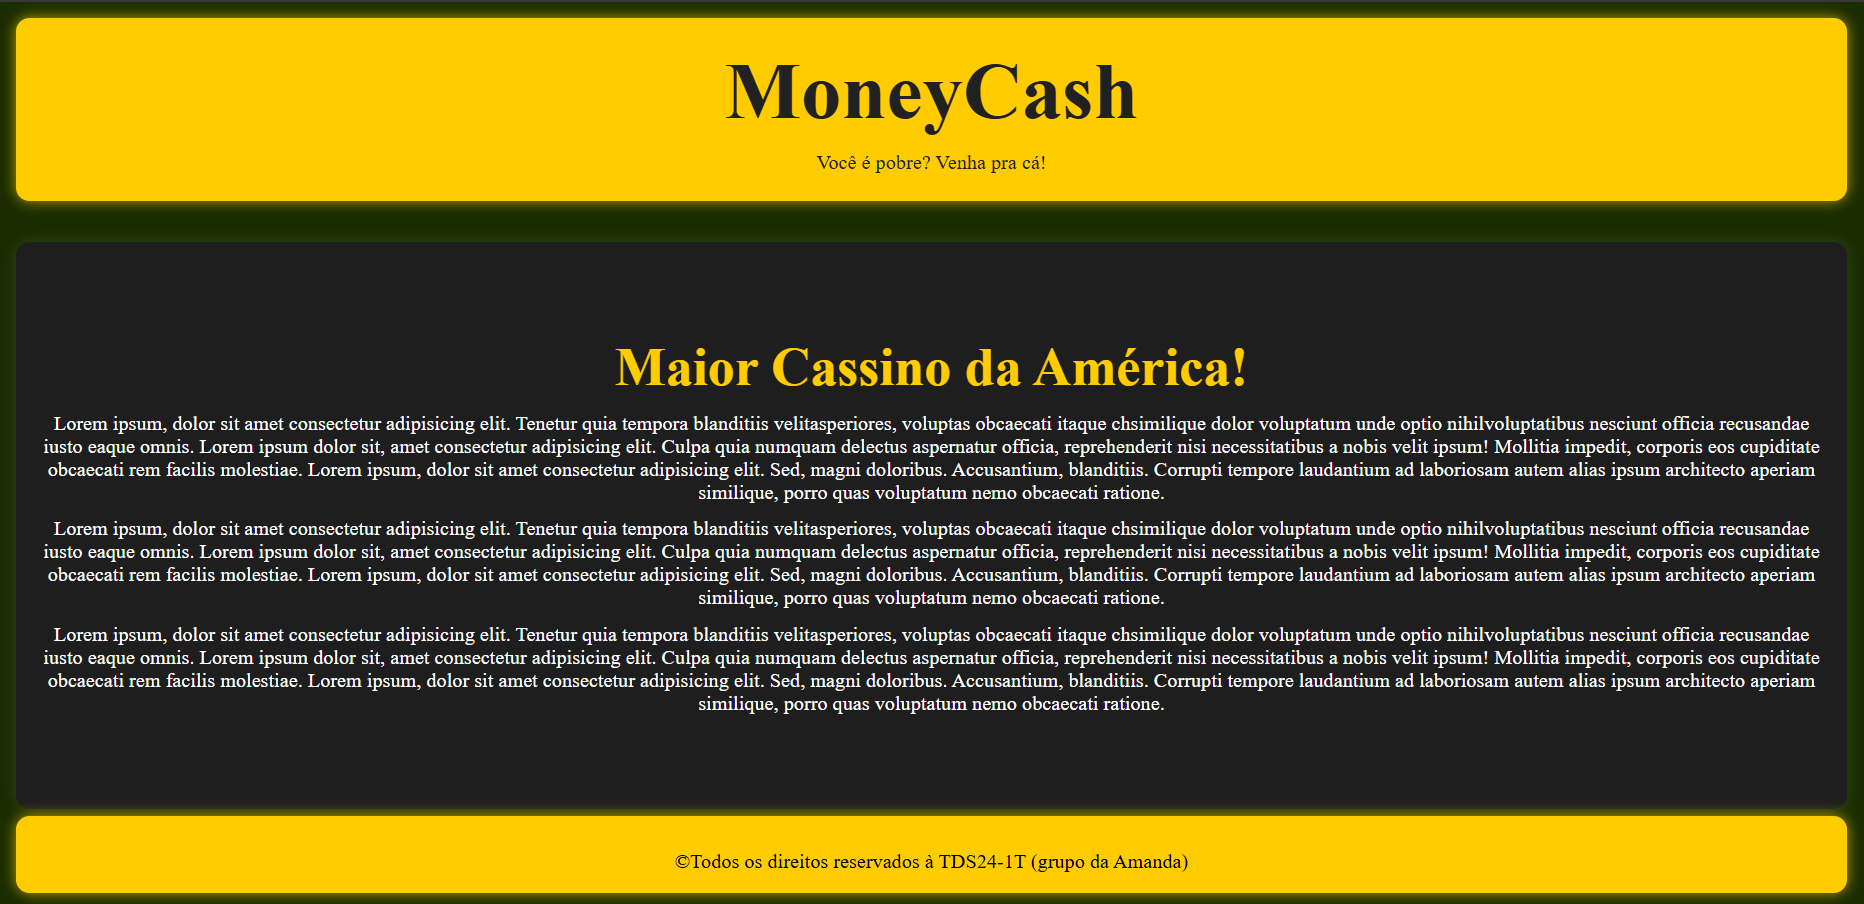 MoneyCash
Você é pobre? Venha pra cá!
Maior Cassino da América!
Lorem ipsum, dolor sit amet consectetur adipisicing elit. Tenetur quia tempora blanditiis velitasperiores, voluptas obcaecati itaque chsimilique dolor voluptatum unde optio nihilvoluptatibus nesciunt officia recusandae
iusto eaque omnis. Lorem ipsum dolor sit, amet consectetur adipisicing elit. Culpa quia numquam delectus aspernatur officia, reprehenderit nisi necessitatibus a nobis velit ipsum! Mollitia impedit, corporis eos cupiditate
obcaecati rem facilis molestiae. Lorem ipsum, dolor sit amet consectetur adipisicing elit. Sed, magni doloribus. Accusantium, blanditiis. Corrupti tempore laudantium ad laboriosam autem alias ipsum architecto aperiam
similique, porro quas voluptatum nemo obcaecati ratione.
Lorem ipsum, dolor sit amet consectetur adipisicing elit. Tenetur quia tempora blanditiis velitasperiores, voluptas obcaecati itaque chsimilique dolor voluptatum unde optio nihilvoluptatibus nesciunt officia recusandae
iusto eaque omnis. Lorem ipsum dolor sit, amet consectetur adipisicing elit. Culpa quia numquam delectus aspernatur officia, reprehenderit nisi necessitatibus a nobis velit ipsum! Mollitia impedit, corporis eos cupiditate
obcaecati rem facilis molestiae. Lorem ipsum, dolor sit amet consectetur adipisicing elit. Sed, magni doloribus. Accusantium, blanditiis. Corrupti tempore laudantium ad laboriosam autem alias ipsum architecto aperiam
similique, porro quas voluptatum nemo obcaecati ratione.
Lorem ipsum, dolor sit amet consectetur adipisicing elit. Tenetur quia tempora blanditiis velitasperiores, voluptas obcaecati itaque chsimilique dolor voluptatum unde optio nihilvoluptatibus nesciunt officia recusandae
iusto eaque omnis. Lorem ipsum dolor sit, amet consectetur adipisicing elit. Culpa quia numquam delectus aspernatur officia, reprehenderit nisi necessitatibus a nobis velit ipsum! Mollitia impedit, corporis eos cupiditate
obcaecati rem facilis molestiae. Lorem ipsum, dolor sit amet consectetur adipisicing elit. Sed, magni doloribus. Accusantium, blanditiis. Corrupti tempore laudantium ad laboriosam autem alias ipsum architecto aperiam
similique, porro quas voluptatum nemo obcaecati ratione.
©Todos os direitos reservados à TDS24-1T (grupo da Amanda)